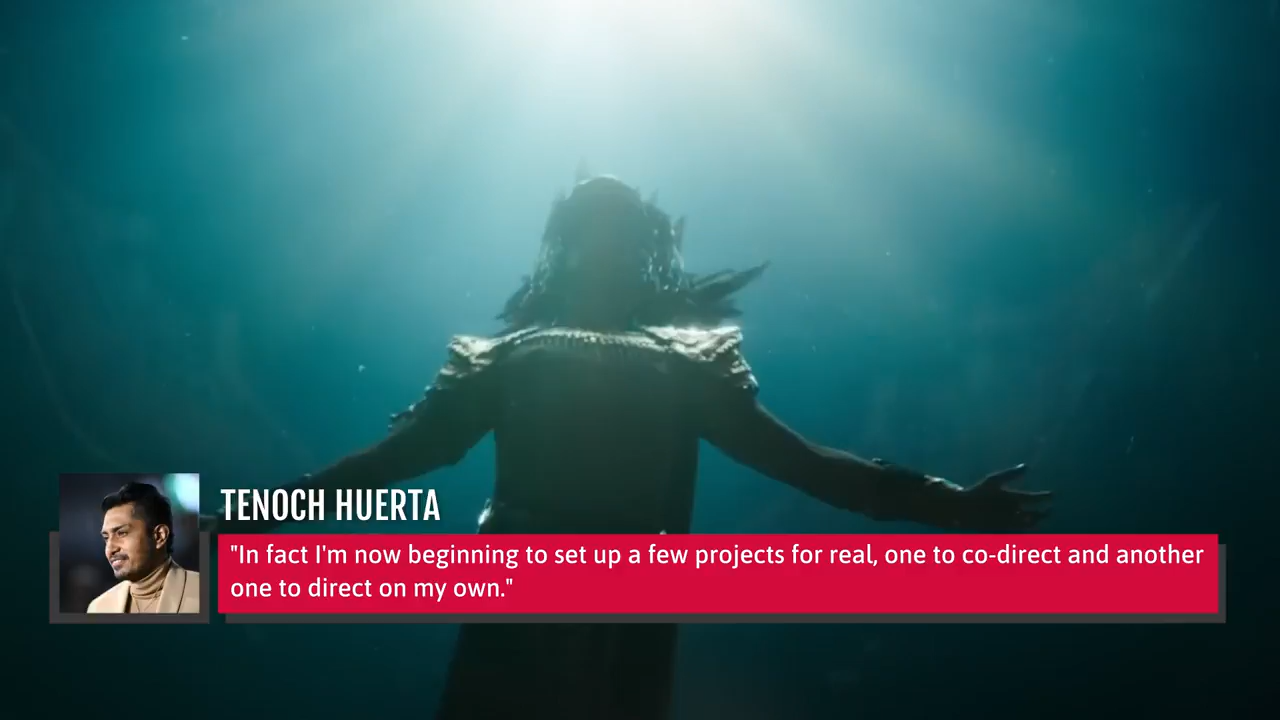 TENOCH HUERTA
"In fact I'm now beginning to set up a few projects for real, one to co-direct and another
one to direct on my own."